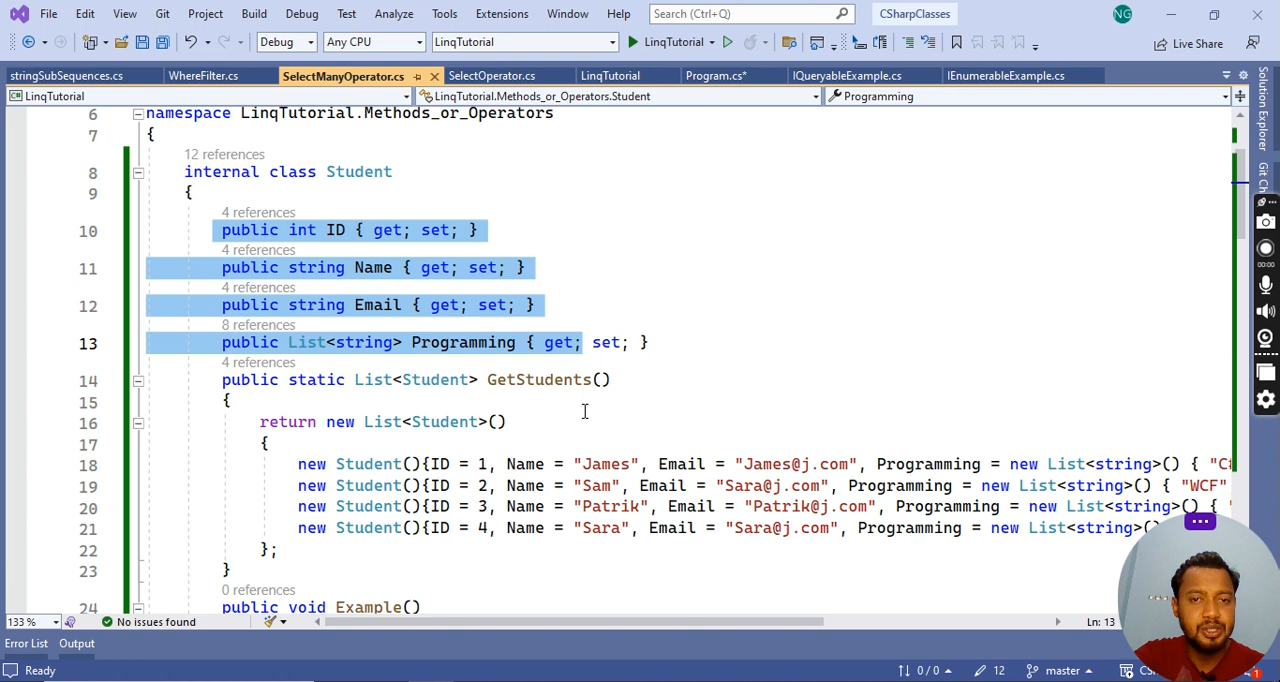 File Edit View Git Project Build Debug Test Analyze Tools Extensions Window Help Search (Ctrl+Q) CSharpClasses NG
Debug Any CPU LinqTutorial LinqTutorial Live Share
stringSubSequences.cs WhereFilter.cs SelectManyOperator.cs SelectOperator.cs LinqTutorial Program.cs* IQueryableExample.cs IEnumerableExample.cs
LinqTutorial LinqTutorial.Methods_or_Operators.Student Programming
Solution Explorer
6 namespace LinqTutorial.Methods_or_Operators
7 {
12 references
8 internal class Student
9 {
4 references
10 public int ID { get; set; }
4 references
11 public string Name { get; set; }
4 references
12 public string Email { get; set; }
8 references
13 public List<string> Programming { get; set; }
4 references
14 public static List<Student> GetStudents()
15 {
16 return new List<Student>()
17 {
18 new Student(){ID = 1, Name = "James", Email = "James@j.com", Programming = new List<string>() { "C#
19 new Student(){ID = 2, Name = "Sam", Email = "Sara@j.com", Programming = new List<string>() { "WCF"
20 new Student(){ID = 3, Name = "Patrik", Email = "Patrik@j.com", Programming = new List<string>() { "
21 new Student(){ID = 4, Name = "Sara", Email = "Sara@j.com", Programming = new List<string>()
22 };
23 }
0 references
24 public void Example()
133 % No issues found Ln: 13
Error List Output
Ready 0 / 0 12 master 1
00:00